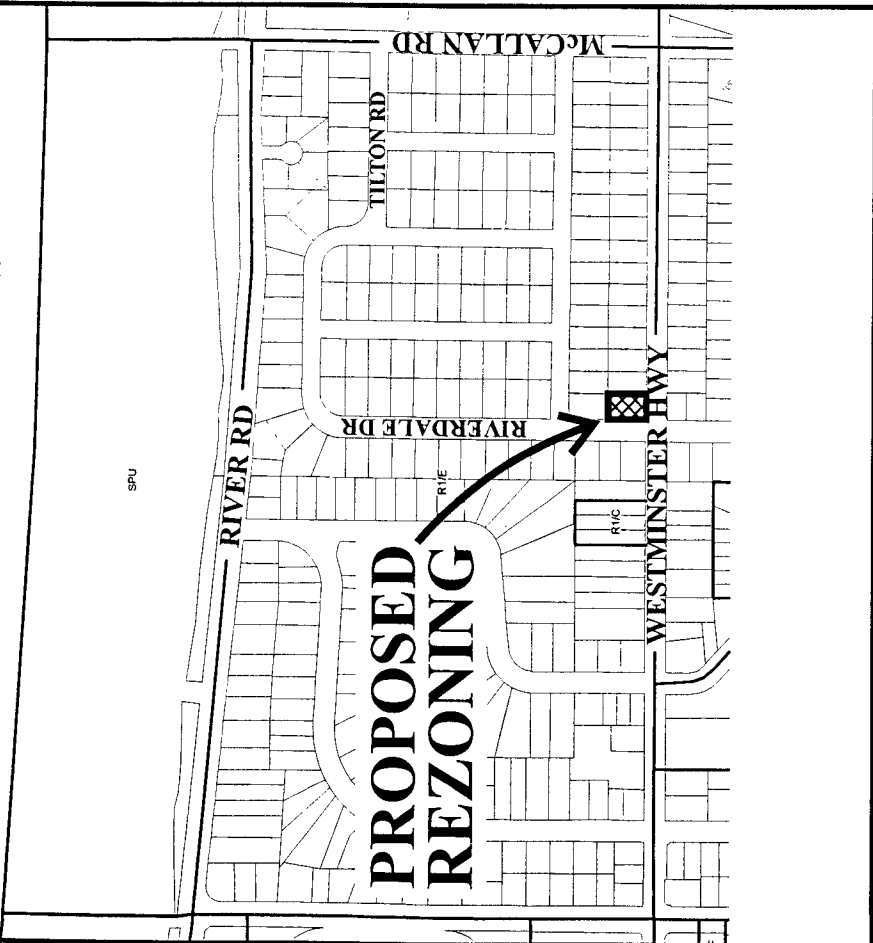 McCALLAN RD
TILTON RD
SPU
RIVER RD
RIVERDALE DR
R1/E
R1/C
WESTMINSTER HWY
PROPOSED
REZONING